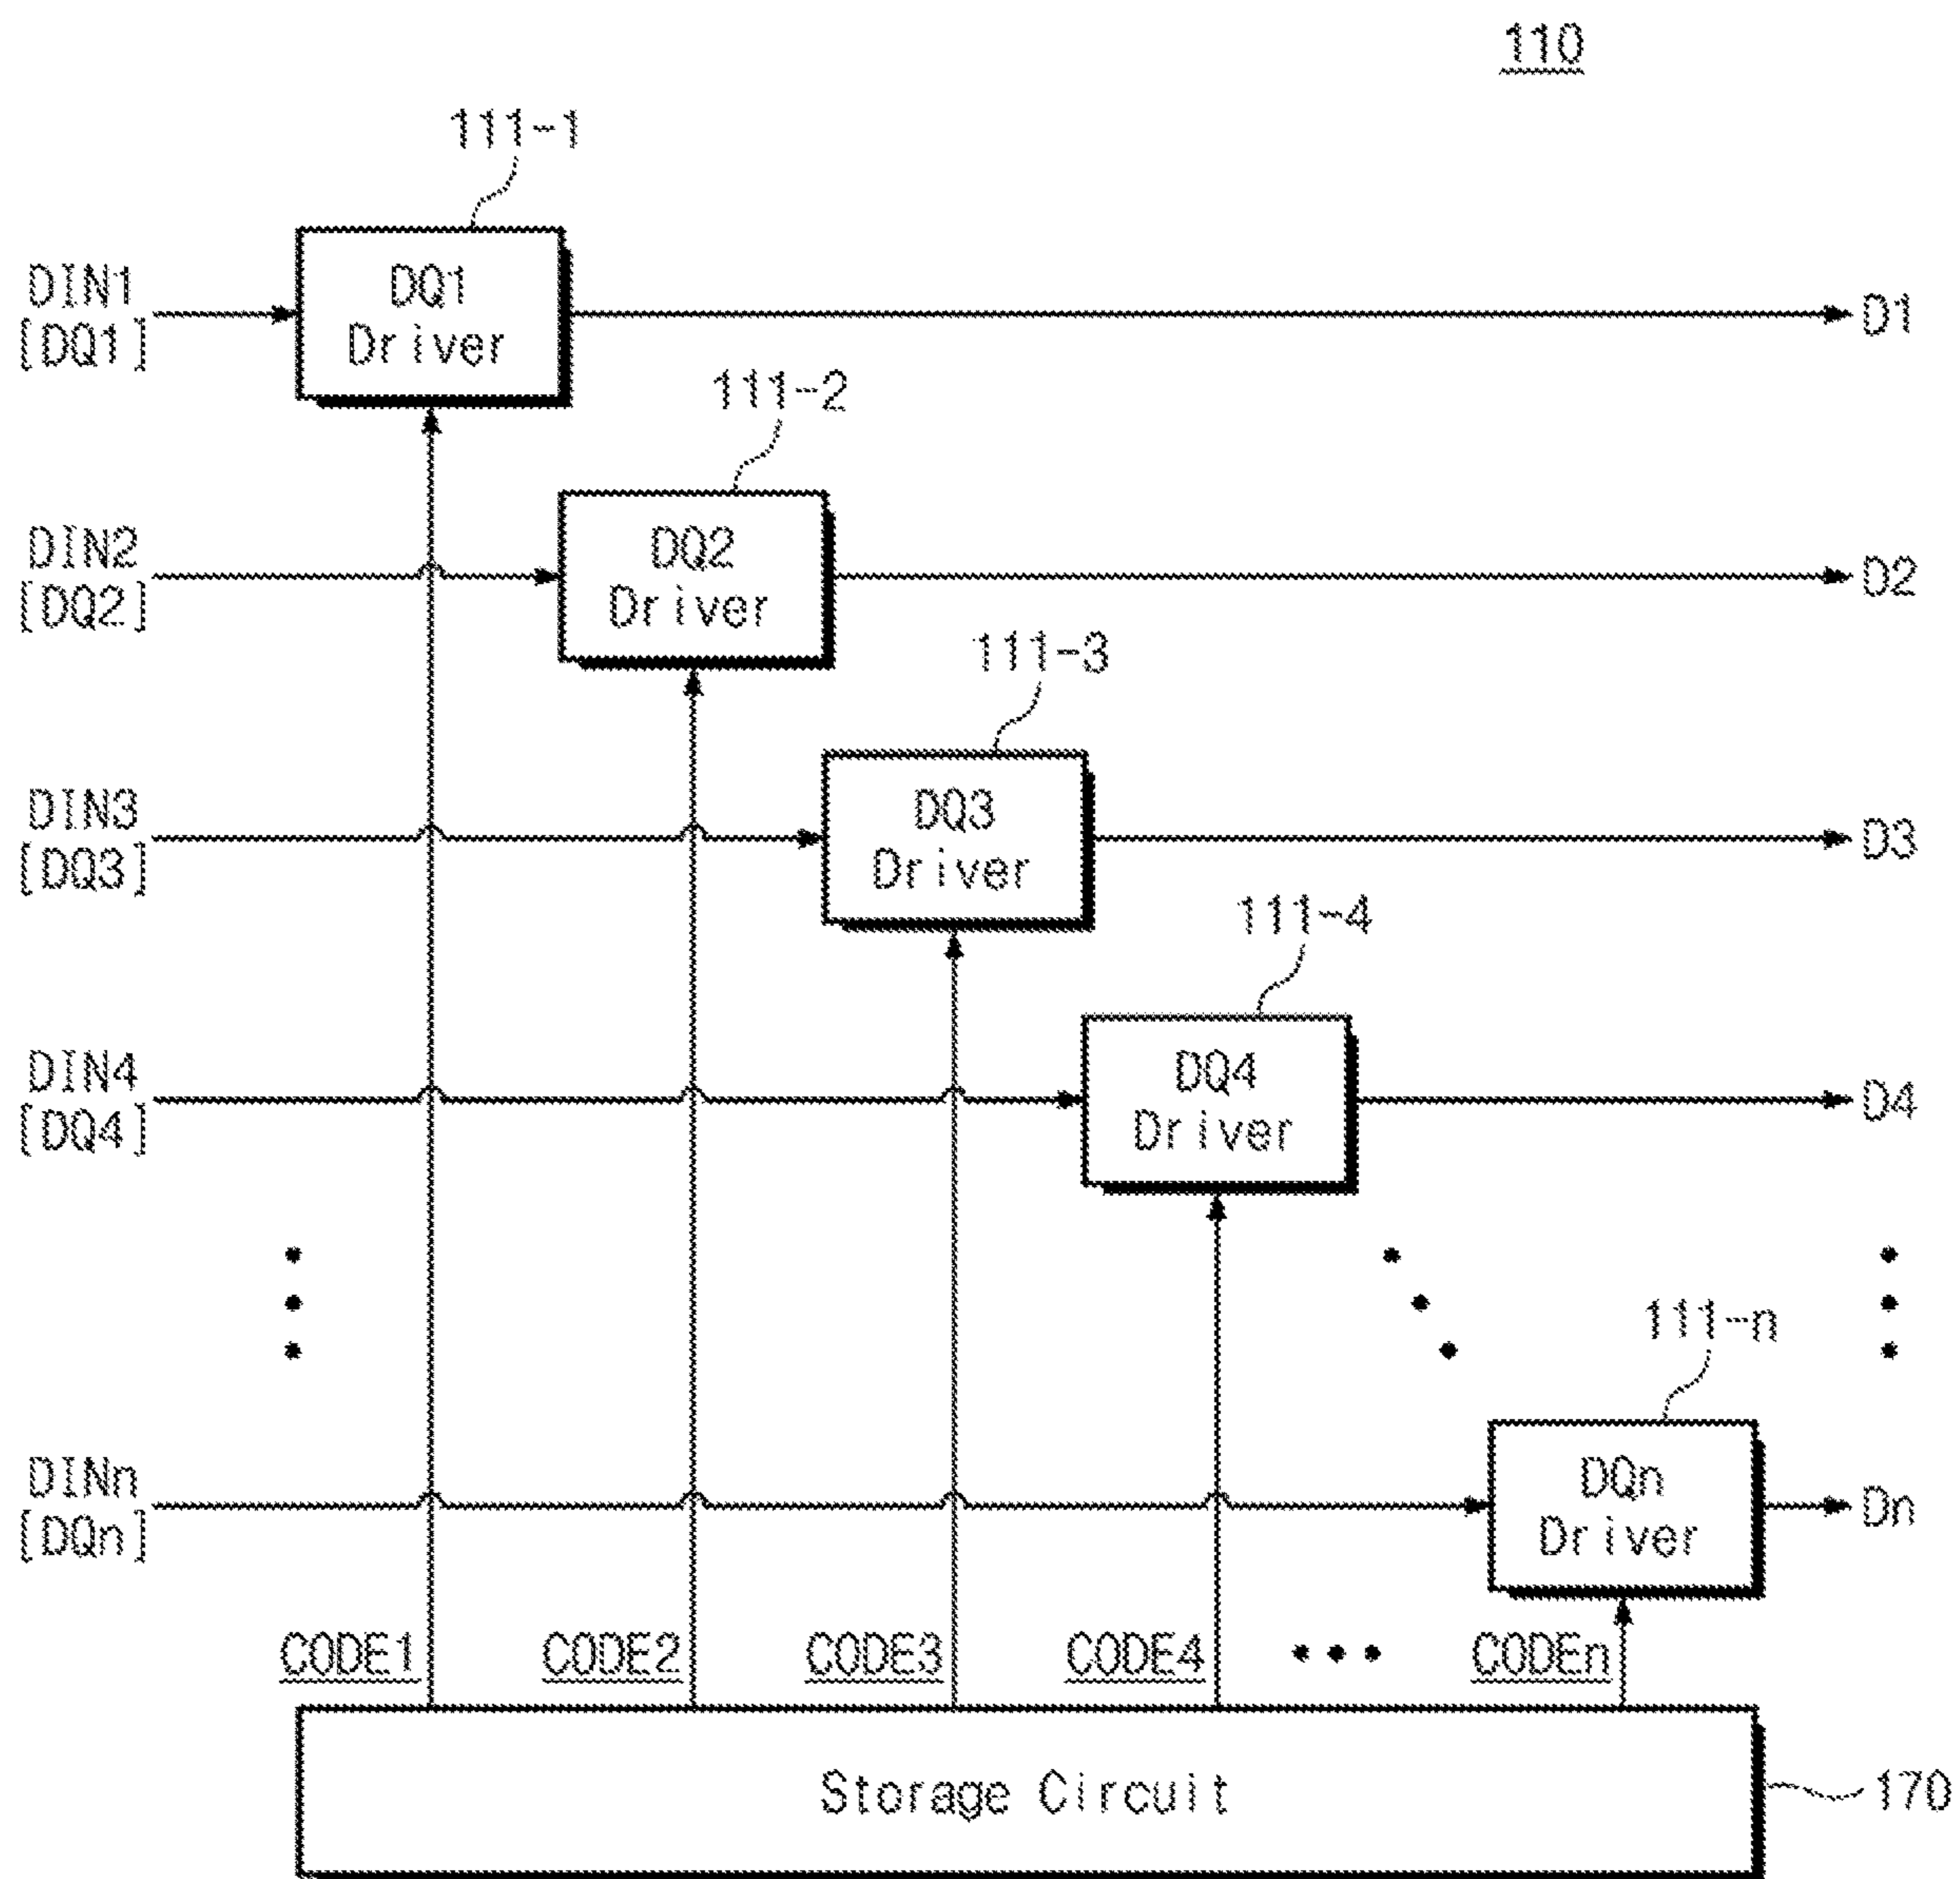 110
111-1
DIN1
[DQ1]
DQ1
Driver
D1
111-2
DIN2
[DQ2]
DQ2
Driver
D2
111-3
DIN3
[DQ3]
DQ3
Driver
D3
111-4
DIN4
[DQ4]
DQ4
Driver
D4
111-n
DINn
[DQn]
DQn
Driver
Dn
CODE1 CODE2 CODE3 CODE4 ••• CODEn
Storage Circuit
170